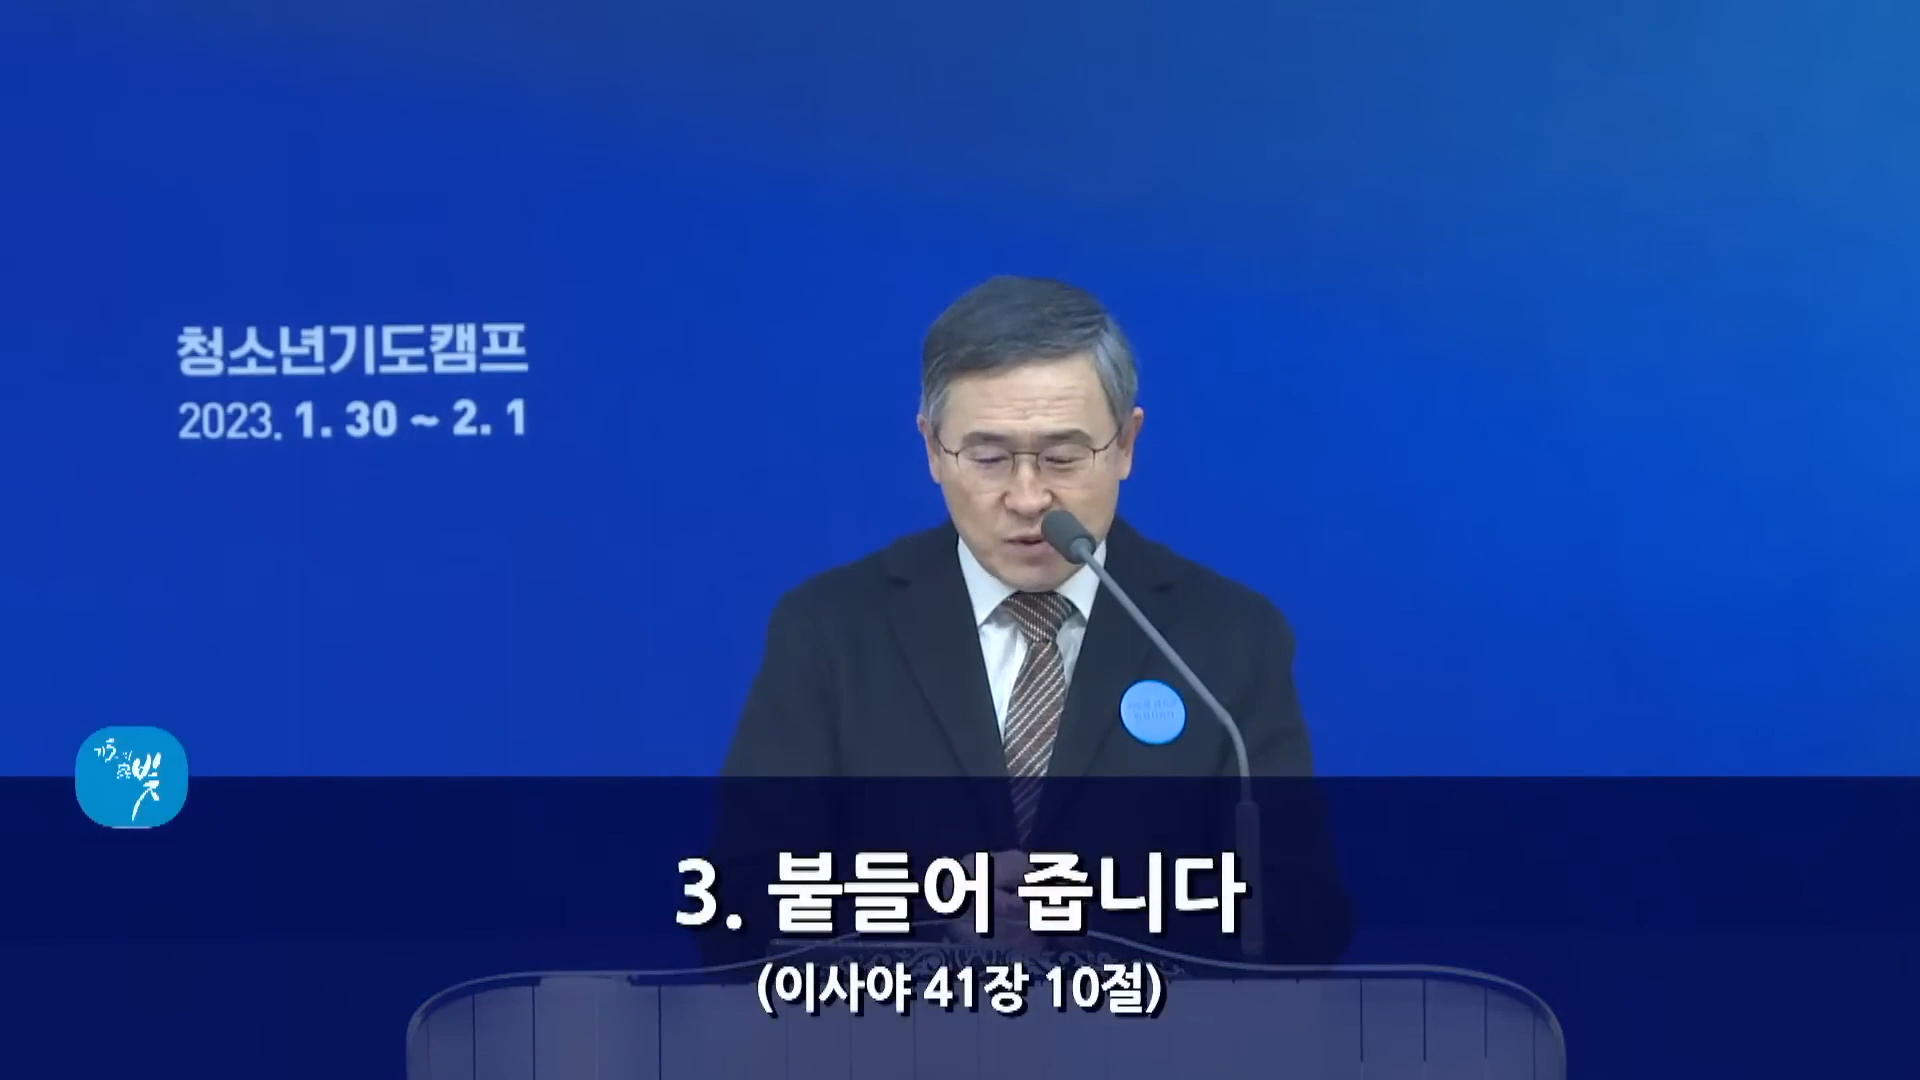 청소년기도캠프
2023. 1. 30 ~ 2. 1
빛
3. 붙들어 줍니다
(이사야 41장 10절)